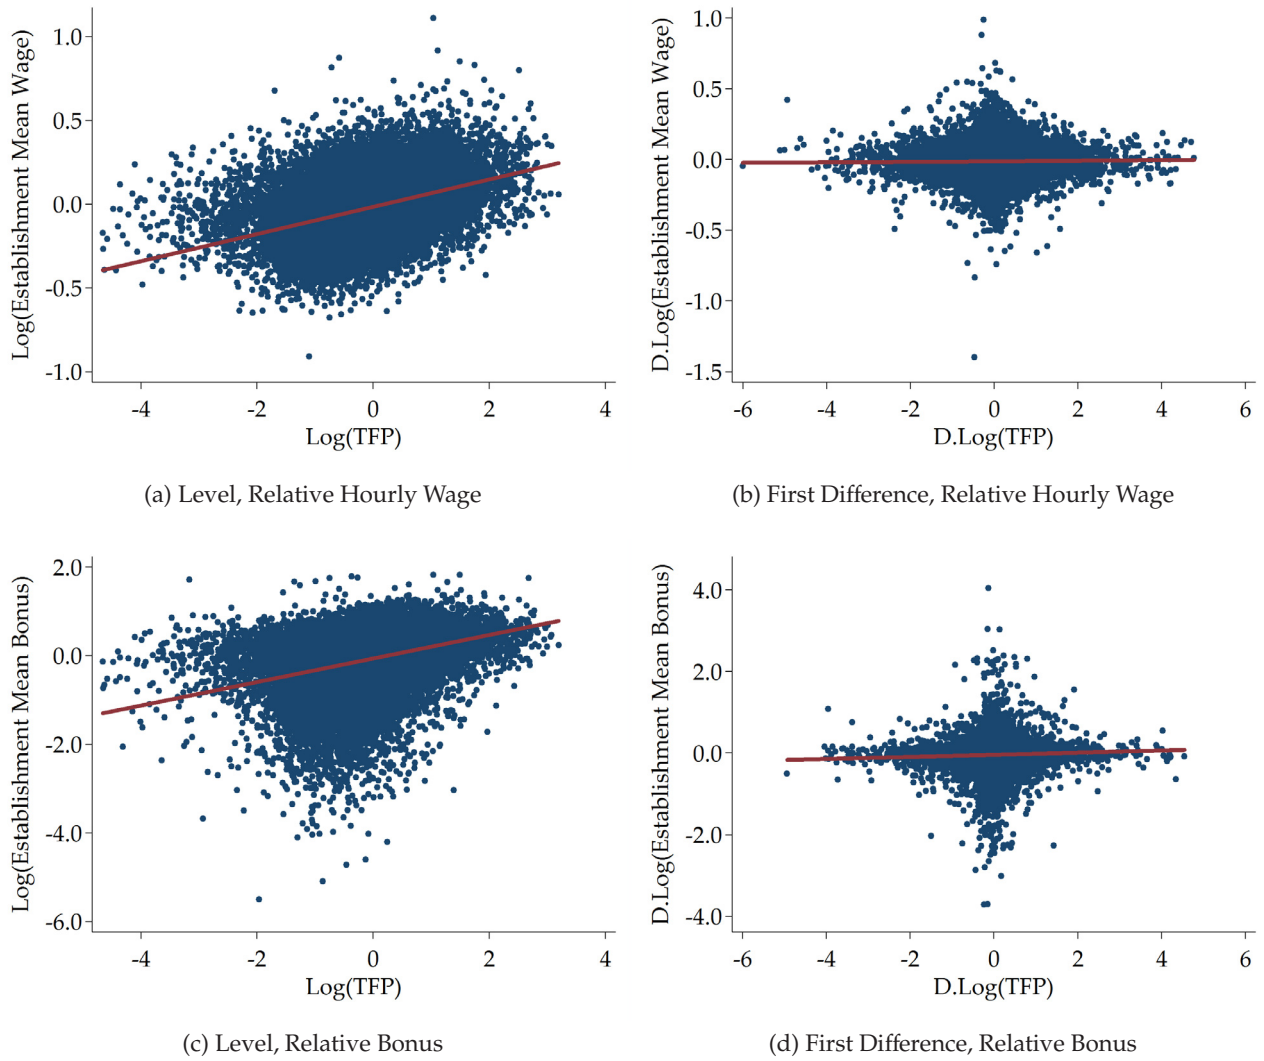 Log(Establishment Mean Wage)
1.0
0.5
0.0
-0.5
-1.0
-4 -2 0 2 4
Log(TFP)
(a) Level, Relative Hourly Wage
D.Log(Establishment Mean Wage)
1.0
0.5
0.0
-0.5
-1.0
-1.5
-6 -4 -2 0 2 4 6
D.Log(TFP)
(b) First Difference, Relative Hourly Wage
Log(Establishment Mean Bonus)
2.0
0.0
-2.0
-4.0
-6.0
-4 -2 0 2 4
Log(TFP)
(c) Level, Relative Bonus
D.Log(Establishment Mean Bonus)
4.0
2.0
0.0
-2.0
-4.0
-6 -4 -2 0 2 4 6
D.Log(TFP)
(d) First Difference, Relative Bonus